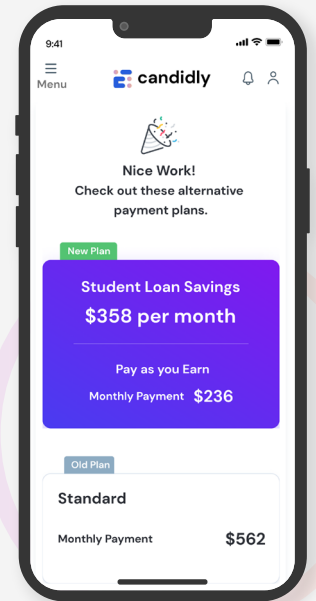 9:41
Menu
candidly
Nice Work!
Check out these alternative
payment plans.
New Plan
Student Loan Savings
$358 per month
Pay as you Earn
Monthly Payment $236
Old Plan
Standard
Monthly Payment $562